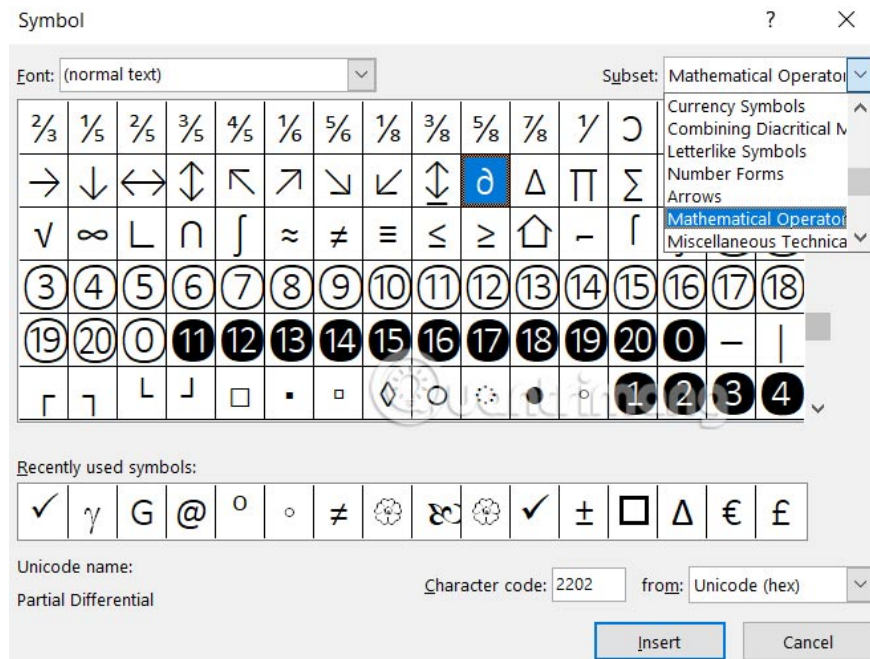 Symbol ? ×
Font: (normal text) Subset: Mathematical Operator
⅔ ⅕ ⅖ ⅗ ⅘ ⅙ ⅚ ⅛ ⅜ ⅝ ⅞ ⅟ Ↄ
Currency Symbols
Combining Diacritical M
Letterlike Symbols
Number Forms
Arrows
Mathematical Operator
Miscellaneous Technica
→ ↓ ↔ ↕ ↖ ↗ ↘ ↙ ↨ ∂ ∆ ∏ ∑
√ ∞ ∟ ∩ ∫ ≈ ≠ ≡ ≤ ≥ ⌂ ⌐ ⌠
③ ④ ⑤ ⑥ ⑦ ⑧ ⑨ ⑩ ⑪ ⑫ ⑬ ⑭ ⑮ ⑯ ⑰ ⑱
⑲ ⑳ ⓪ ⓫ ⓬ ⓭ ⓮ ⓯ ⓰ ⓱ ⓲ ⓳ ⓴ ⓿ ─ │
┌ ┐ └ ┘ □ ▪ ▫ ◊ ○ ◌ ● ◦ ❶ ❷ ❸ ❹
uantrimang
Recently used symbols:
✓ γ G @ º ◦ ≠ ✓ ± □ Δ € £
Unicode name:
Partial Differential
Character code: 2202 from: Unicode (hex)
Insert Cancel